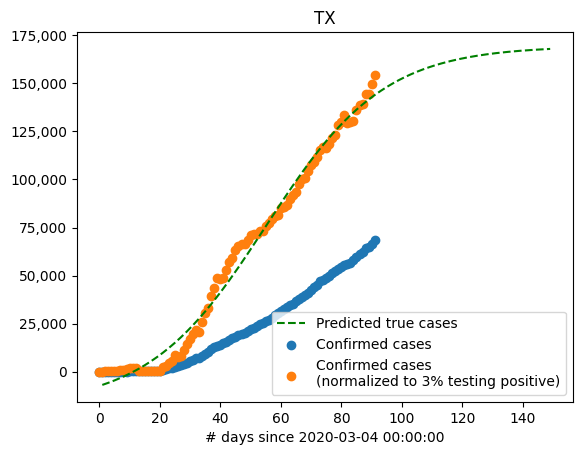 TX
175,000
150,000
125,000
100,000
75,000
50,000
25,000
0
Predicted true cases
Confirmed cases
Confirmed cases
(normalized to 3% testing positive)
0 20 40 60 80 100 120 140
# days since 2020-03-04 00:00:00